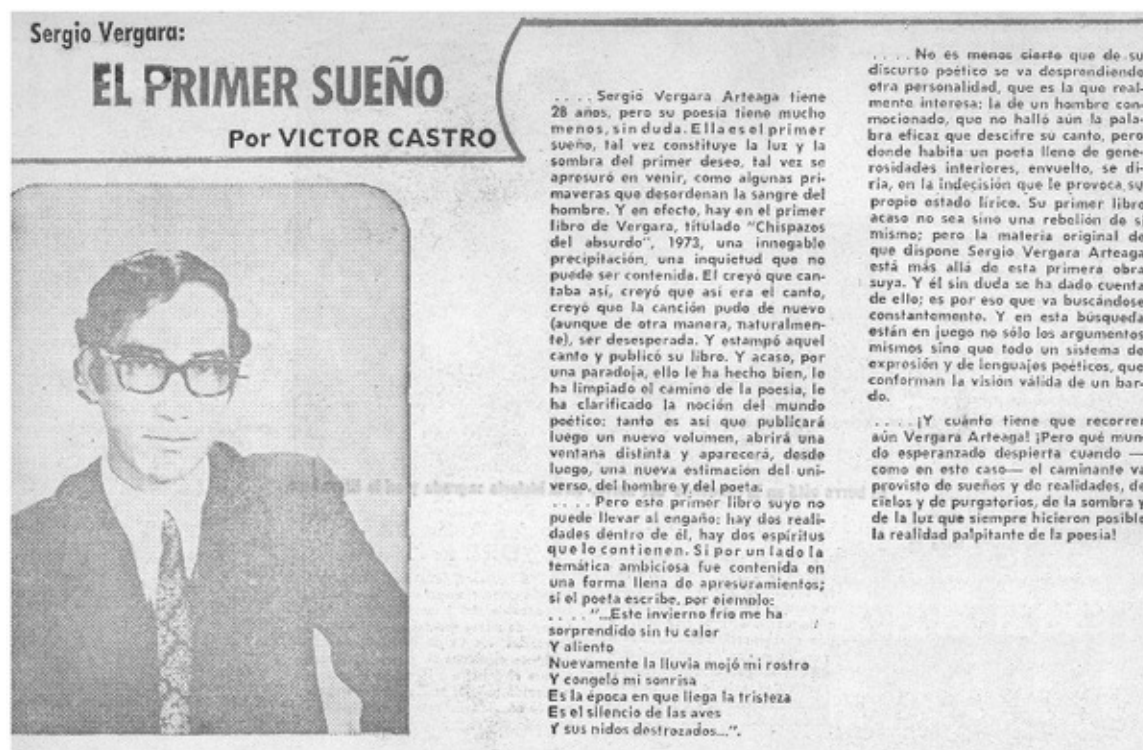 Sergio Vergara:
EL PRIMER SUEÑO
Por VICTOR CASTRO
. . . . Sergio Vergara Arteaga tiene
28 años, pero su poesía tiene mucho
menos, sin duda. Ella es el primer
sueño, tal vez constituye la luz y la
sombra del primer deseo, tal vez se
apresuró en venir, como algunas pri-
maveras que desordenan la sangre del
hombre. Y en efecto, hay en el primer
libro de Vergara, titulado "Chispazos
del absurdo", 1973, una innegable
precipitación, una inquietud que no
puede ser contenida. El creyó que can-
taba así, creyó que así era el canto,
creyó que la canción pudo de nuevo
(aunque de otra manera, naturalmen-
te), ser desesperada. Y estampó aquel
canto y publicó su libro. Y acaso, por
una paradoja, ello le ha hecho bien, le
ha limpiado el camino de la poesía, le
ha clarificado la noción del mundo
poético; tanto es así que publicará
luego un nuevo volumen, abrirá una
ventana distinta y aparecerá, desde
luego, una nueva estimación del uni-
verso, del hombre y del poeta.
. . . . Pero este primer libro suyo no
puede llevar al engaño: hay dos reali-
dades dentro de él, hay dos espíritus
que lo contienen. Si por un lado la
temática ambiciosa fue contenida en
una forma llena de apresuramientos;
si el poeta escribe, por ejemplo:
. . . . "...Este invierno frío me ha
sorprendido sin tu calor
Y aliento
Nuevamente la lluvia mojó mi rostro
Y congeló mi sonrisa
Es la época en que llega la tristeza
Es el silencio de las aves
Y sus nidos destrozados...".
. . . . No es menos cierto que de su
discurso poético se va desprendiendo
otra personalidad, que es la que real-
mente interesa; la de un hombre con-
mocionado, que no halló aún la pala-
bra eficaz que descifre su canto, pero
donde habita un poeta lleno de gene-
rosidades interiores, envuelto, se di-
ría, en la indecisión que le provoca su
propio estado lírico. Su primer libro
acaso no sea sino una rebelión de sí
mismo; pero la materia original de
que dispone Sergio Vergara Arteaga
está más allá de esta primera obra
suya. Y él sin duda se ha dado cuenta
de ello; es por eso que va buscándose
constantemente. Y en esta búsqueda
están en juego no sólo los argumentos
mismos sino que todo un sistema de
expresión y de lenguajes poéticos, que
conforman la visión válida de un bar-
do.
. . . . ¡Y cuánto tiene que recorrer
aún Vergara Arteaga! ¡Pero qué mun-
do esperanzado despierta cuando —
como en este caso— el caminante va
provisto de sueños y de realidades, de
cielos y de purgatorios, de la sombra y
de la luz que siempre hicieron posible
la realidad palpitante de la poesía!